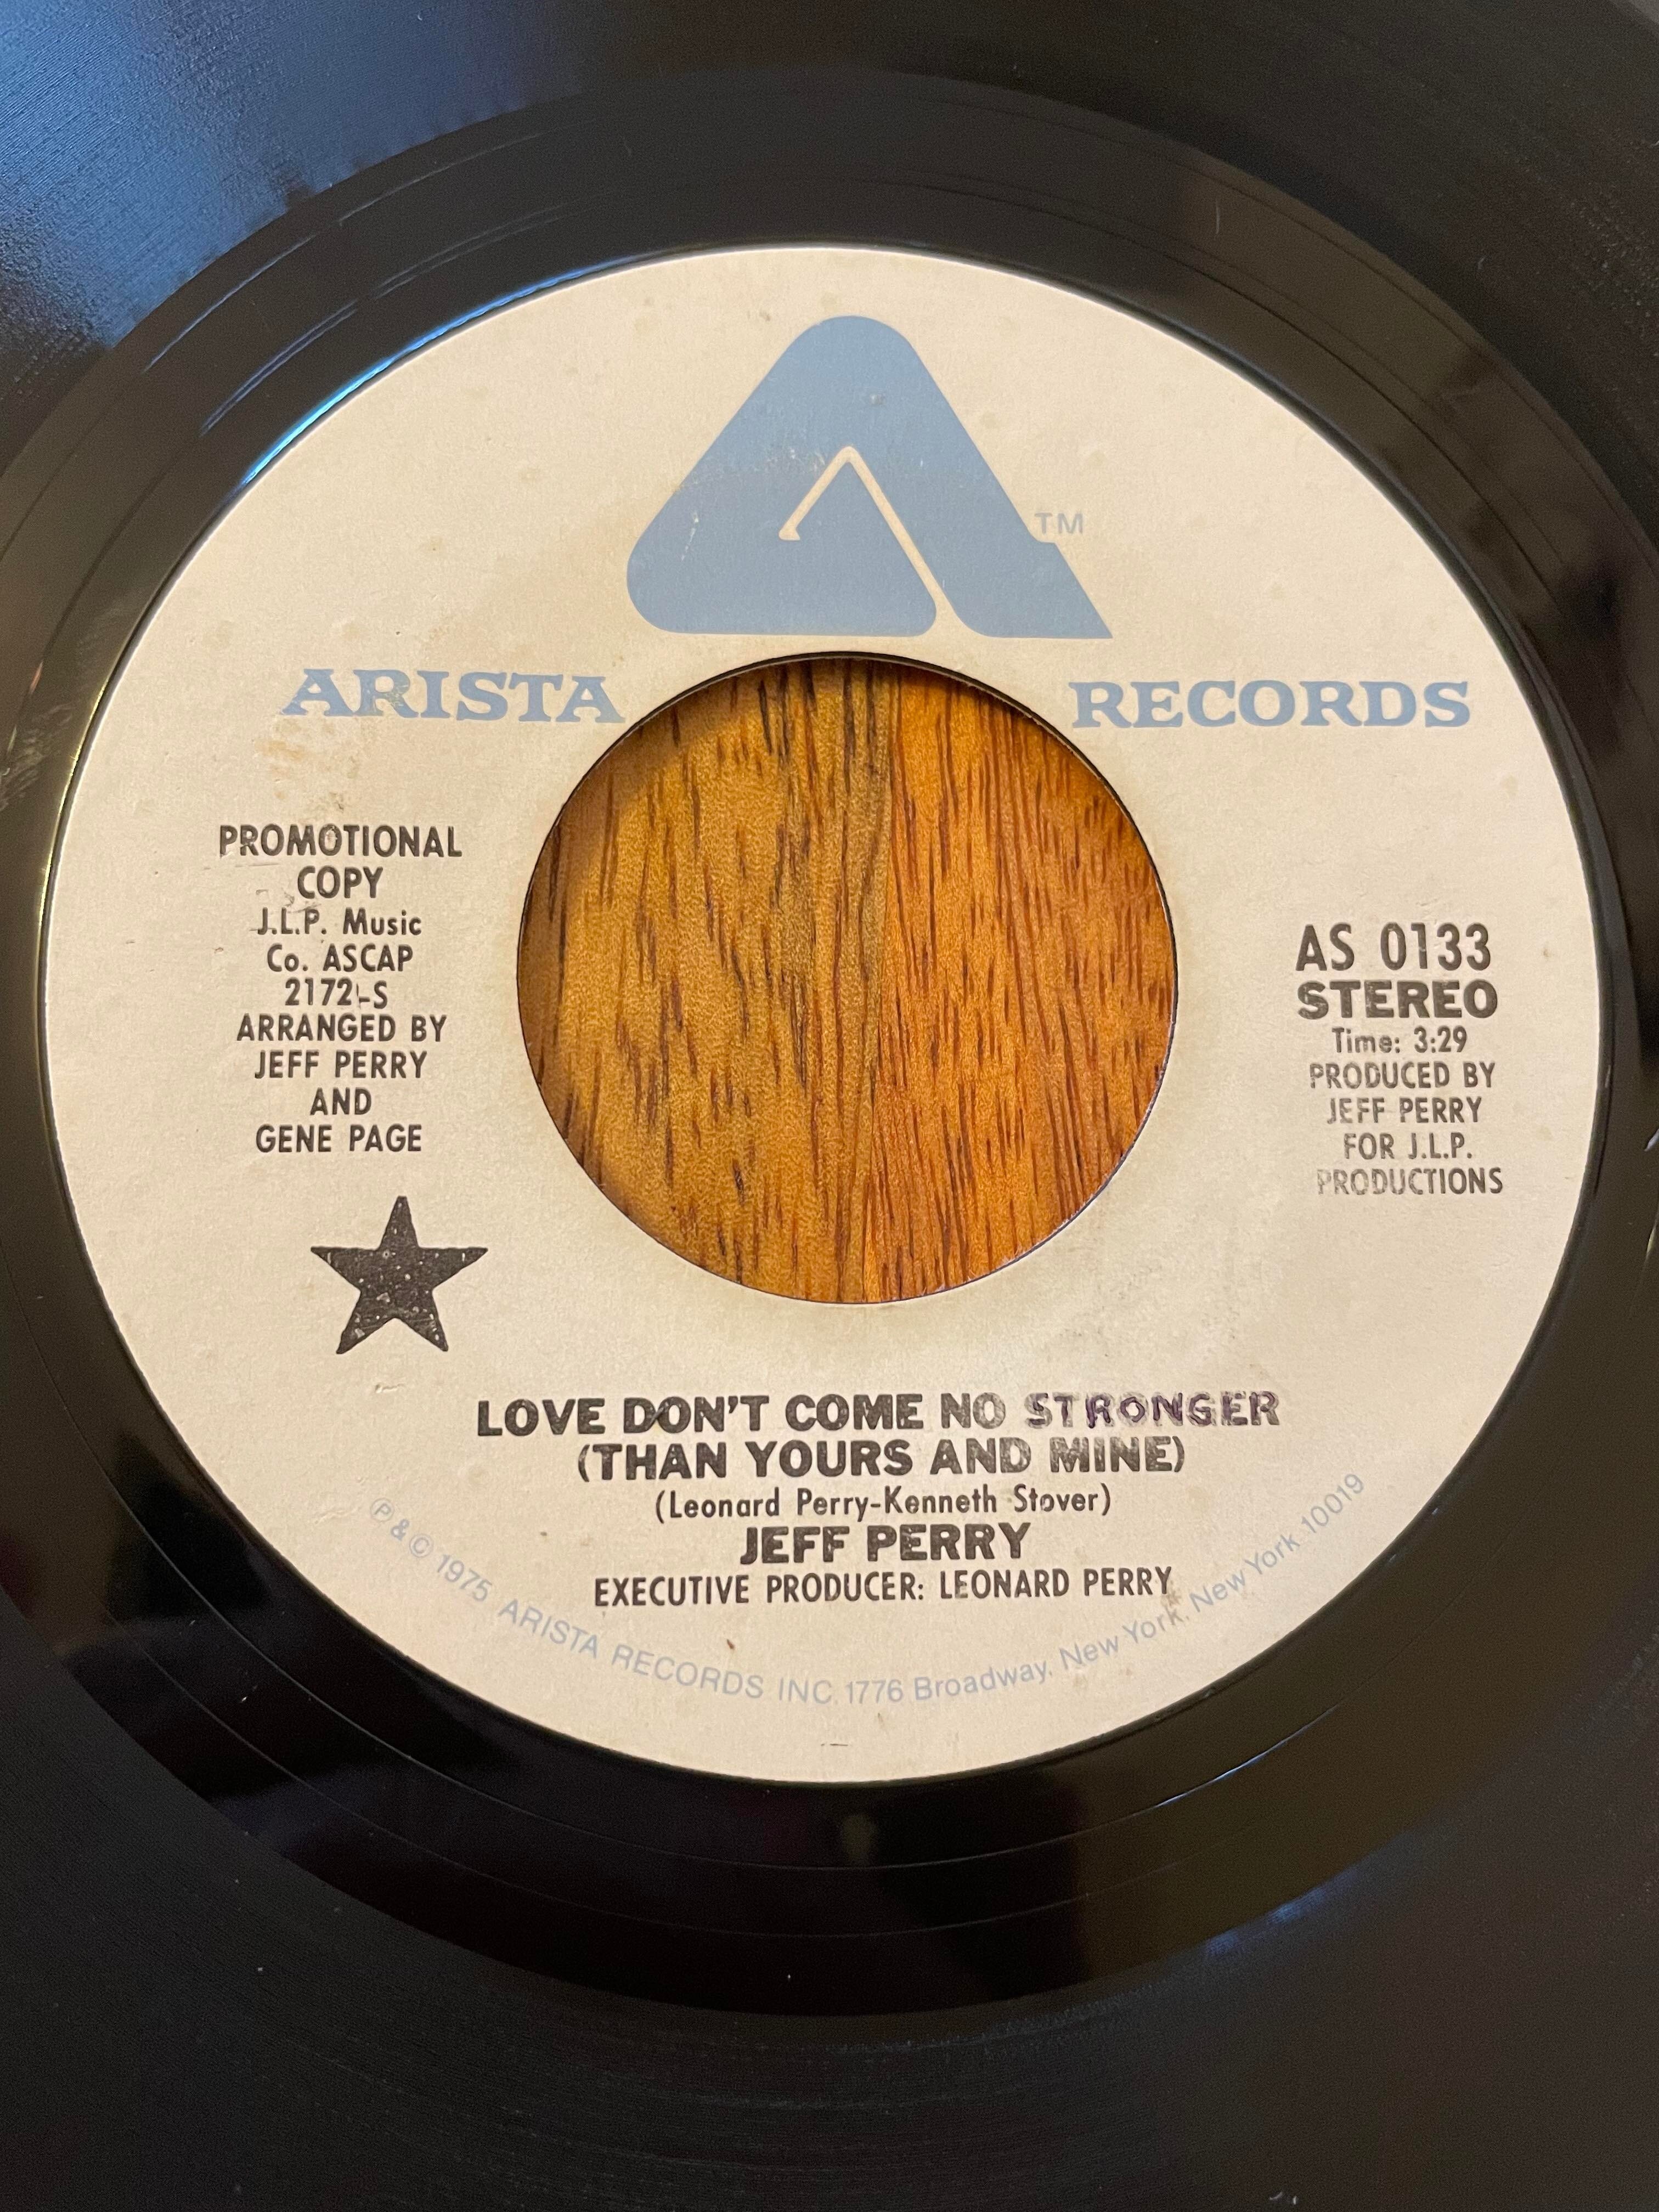 TM
ARISTA RECORDS
PROMOTIONAL
COPY
J.L.P. Music
Co. ASCAP
2172-S
ARRANGED BY
JEFF PERRY
AND
GENE PAGE
AS 0133
STEREO
Time: 3:29
PRODUCED BY
JEFF PERRY
FOR J.L.P.
PRODUCTIONS
LOVE DON'T COME NO STRONGER
(THAN YOURS AND MINE)
(Leonard Perry-Kenneth Stover)
JEFF PERRY
EXECUTIVE PRODUCER: LEONARD PERRY
℗ & © 1975 ARISTA RECORDS INC. 1776 Broadway, New York, New York 10019